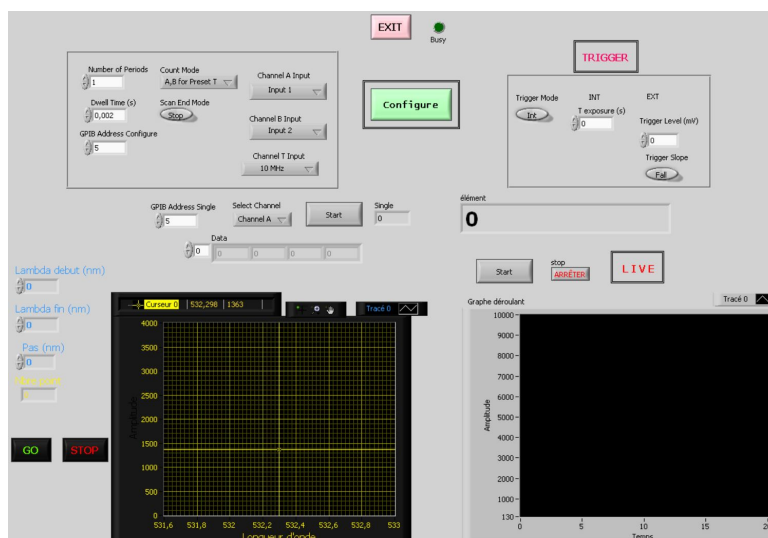 EXIT
Busy
TRIGGER
Number of Periods
1
Count Mode
A,B for Preset T
Channel A Input
Input 1
Dwell Time (s)
0,002
Scan End Mode
Stop
GPIB Address Configure
5
Channel B Input
Input 2
Channel T Input
10 MHz
Configure
Trigger Mode
Int
INT
T exposure (s)
0
EXT
Trigger Level (mV)
0
Trigger Slope
Fall
GPIB Address Single
5
Select Channel
Channel A
Start
Single
0
élément
0
Data
0
0
0
0
0
Start
stop
ARRÊTER
LIVE
Lambda debut (nm)
0
Lambda fin (nm)
0
Pas (nm)
0
GO
STOP
Curseur 0
532,298
1363
Tracé 0
4000
3500
3000
2500
2000
1500
1000
500
0
Amplitude
531,6
531,8
532
532,2
532,4
532,6
532,8
533
Longueur d'onde
Graphe déroulant
Tracé 0
10000
9000
8000
7000
6000
5000
4000
3000
2000
1000
130
Amplitude
0
5
10
15
20
Temps